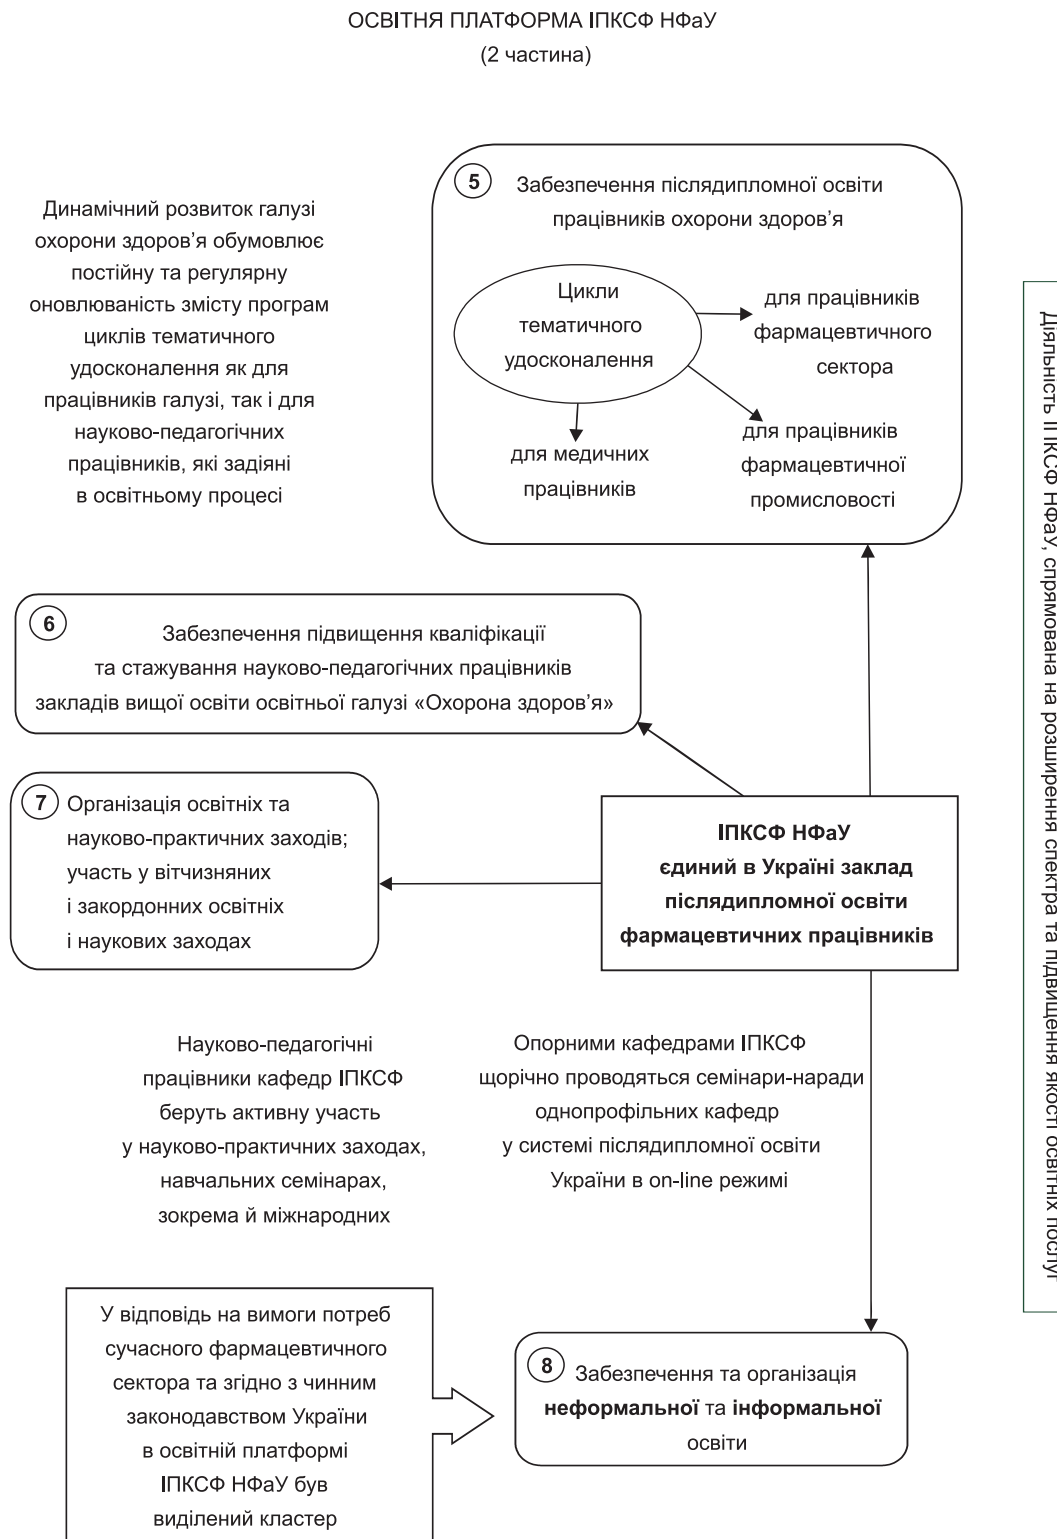 ОСВІТНЯ ПЛАТФОРМА ІПКСФ НФаУ
(2 частина)
Динамічний розвиток галузі
охорони здоров’я обумовлює
постійну та регулярну
оновлюваність змісту програм
циклів тематичного
удосконалення як для
працівників галузі, так і для
науково-педагогічних
працівників, які задіяні
в освітньому процесі
5
Забезпечення післядипломної освіти
працівників охорони здоров’я
Цикли
тематичного
удосконалення
для працівників
фармацевтичного
сектора
для медичних
працівників
для працівників
фармацевтичної
промисловості
6
Забезпечення підвищення кваліфікації
та стажування науково-педагогічних працівників
закладів вищої освіти освітньої галузі «Охорона здоров’я»
7
Організація освітніх та
науково-практичних заходів;
участь у вітчизняних
і закордонних освітніх
і наукових заходах
ІПКСФ НФаУ
єдиний в Україні заклад
післядипломної освіти
фармацевтичних працівників
Науково-педагогічні
працівники кафедр ІПКСФ
беруть активну участь
у науково-практичних заходах,
навчальних семінарах,
зокрема й міжнародних
Опорними кафедрами ІПКСФ
щорічно проводяться семінари-наради
однопрофільних кафедр
у системі післядипломної освіти
України в on-line режимі
У відповідь на вимоги потреб
сучасного фармацевтичного
сектора та згідно з чинним
законодавством України
в освітній платформі
ІПКСФ НФаУ був
виділений кластер
8
Забезпечення та організація
неформальної та інформальної
освіти
Діяльність ІПКСФ НФаУ, спрямована на розширення спектра та підвищення якості освітніх послуг